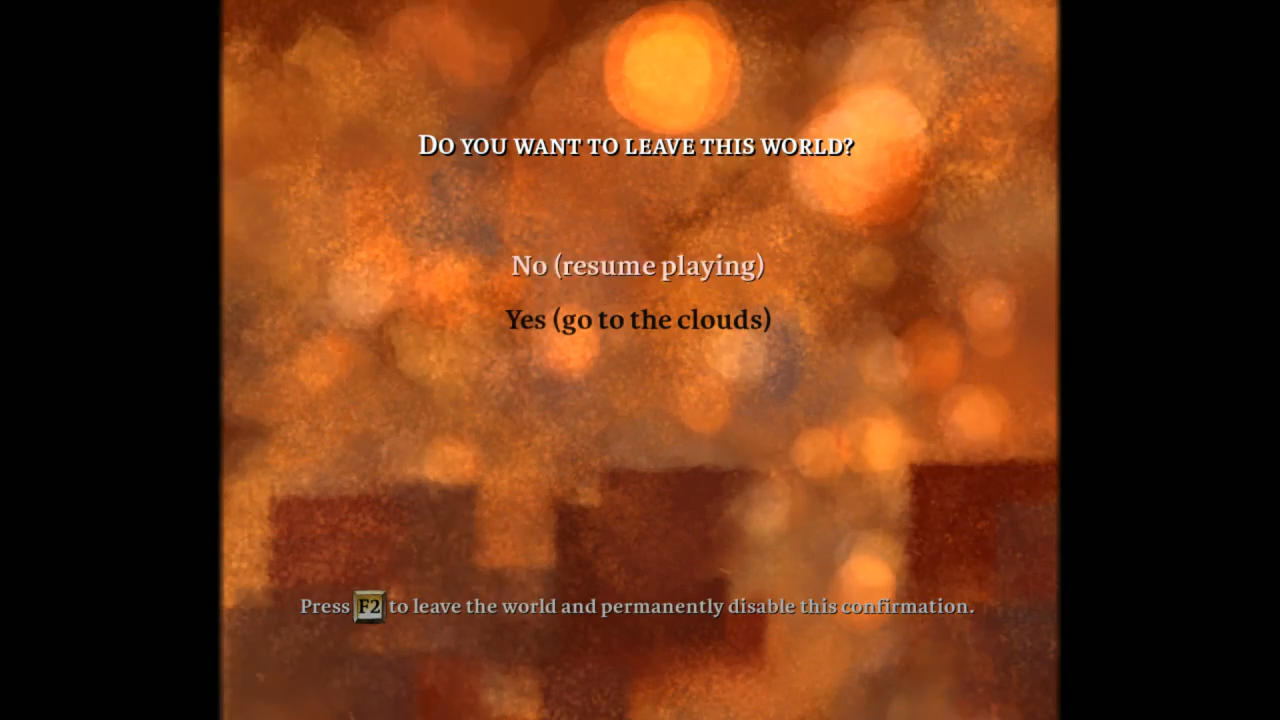 Do you want to leave this world?
No (resume playing)
Yes (go to the clouds)
Press F2 to leave the world and permanently disable this confirmation.